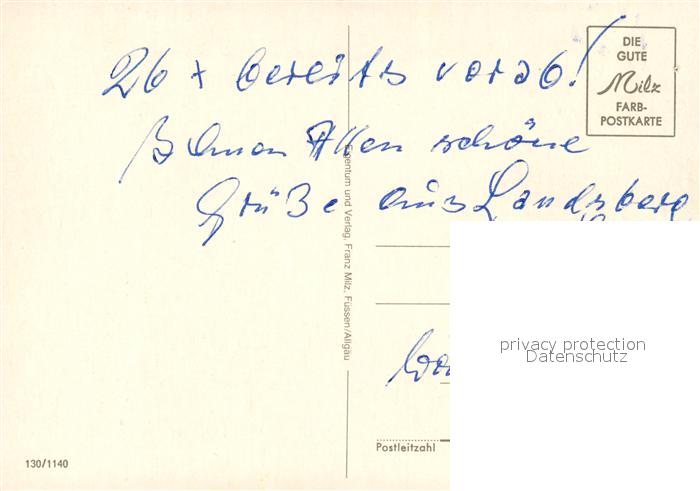 DIE
GUTE
Milz
FARB-
POSTKARTE
26 x bereits vorab!
Ihnen Allen schöne
Grüße aus Landsberg
Eigentum und Verlag, Franz Milz, Füssen/Allgäu
privacy protection
Datenschutz
Postleitzahl
130/1140